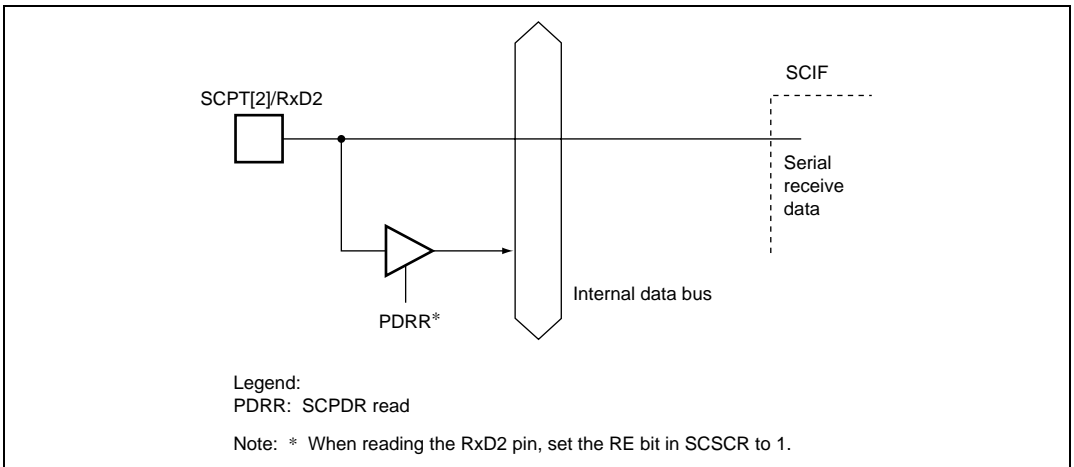 SCIF
SCPT[2]/RxD2
Serial
receive
data
Internal data bus
PDRR*
Legend:
PDRR: SCPDR read
Note: * When reading the RxD2 pin, set the RE bit in SCSCR to 1.